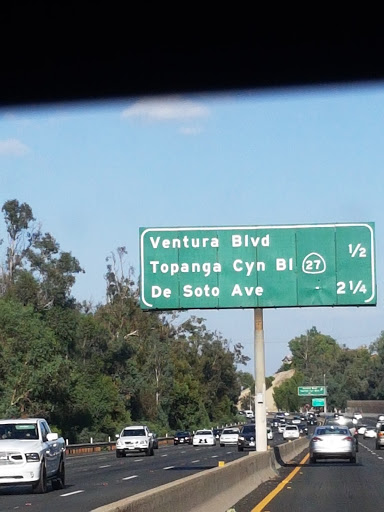 Ventura Blvd
Topanga Cyn Bl 27 1/2
De Soto Ave 2 1/4